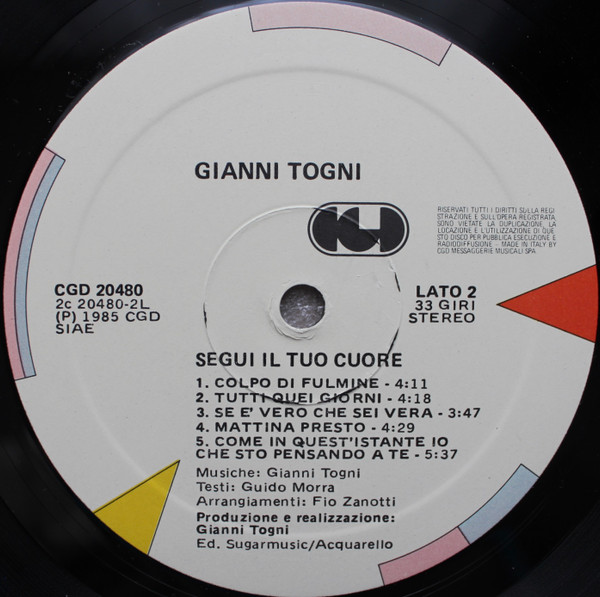 GIANNI TOGNI
RISERVATI TUTTI I DIRITTI SULLA REGI
STRAZIONE E SULL'OPERA REGISTRATA
SONO VIETATE LA DUPLICAZIONE LA
LOCAZIONE E L'UTILIZZAZIONE DI QUE
STO DISCO PER PUBBLICA ESECUZIONE E
RADIODIFFUSIONE - MADE IN ITALY BY
CGD MESSAGGERIE MUSICALI SPA
CGD 20480
2c 20480-2L
(P) 1985 CGD
SIAE
LATO 2
33 GIRI
STEREO
SEGUI IL TUO CUORE
1. COLPO DI FULMINE - 4:11
2. TUTTI QUEI GIORNI - 4:18
3. SE E' VERO CHE SEI VERA - 3:47
4. MATTINA PRESTO - 4:29
5. COME IN QUEST'ISTANTE IO
CHE STO PENSANDO A TE - 5:37
Musiche: Gianni Togni
Testi: Guido Morra
Arrangiamenti: Fio Zanotti
Produzione e realizzazione:
Gianni Togni
Ed. Sugarmusic/Acquarello